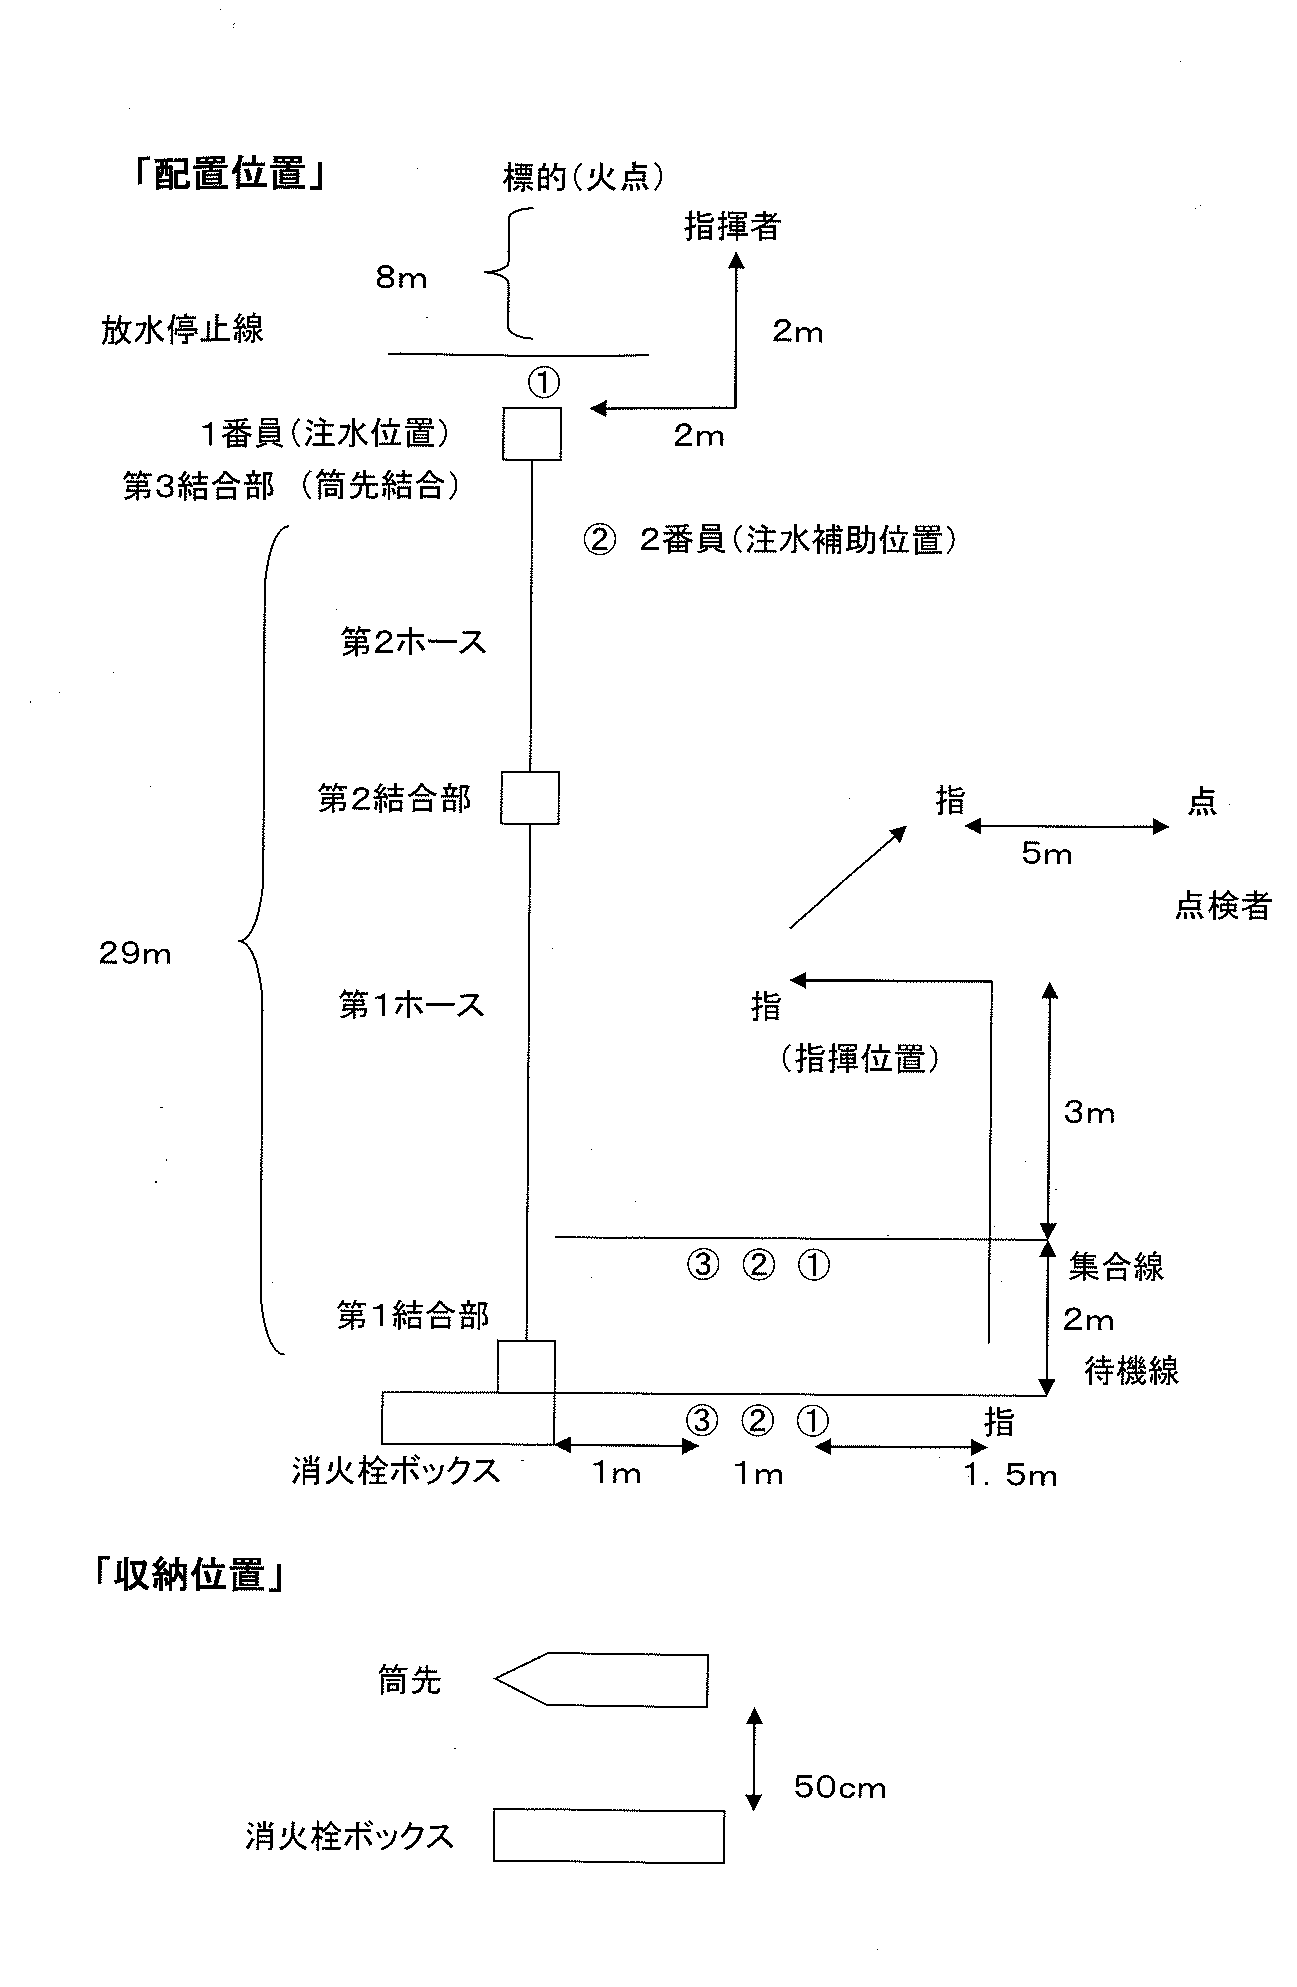 「配置位置」
標的（火点）
指揮者
8m
放水停止線
2m
①
2m
1番員（注水位置）
第3結合部 （筒先結合）
② 2番員（注水補助位置）
第2ホース
第2結合部
指
点
5m
点検者
29m
第1ホース
指
（指揮位置）
3m
③ ② ①
集合線
第1結合部
2m
待機線
③ ② ①
指
消火栓ボックス
1m
1m
1．5m
「収納位置」
筒先
50cm
消火栓ボックス